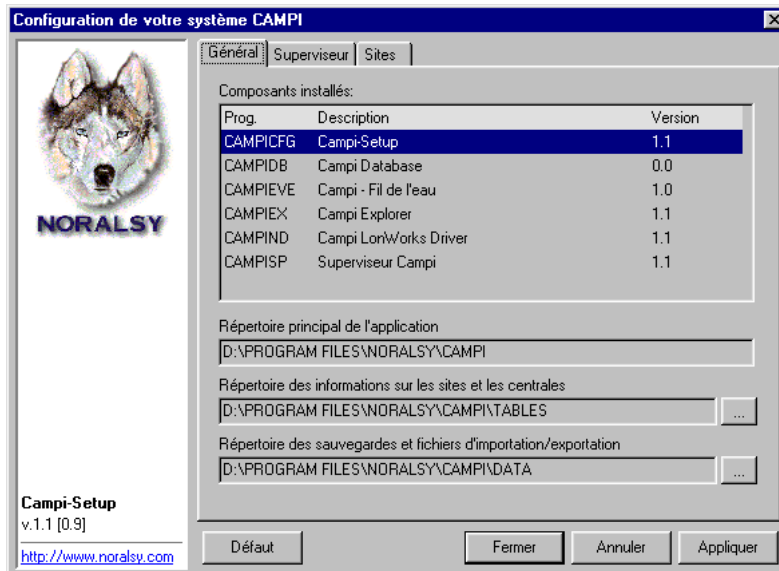 Configuration de votre système CAMPI
Général Superviseur Sites
Composants installés:
Prog. Description Version
CAMPICFG Campi-Setup 1.1
CAMPIDB Campi Database 0.0
CAMPIEVE Campi - Fil de l'eau 1.0
CAMPIEX Campi Explorer 1.1
CAMPIND Campi LonWorks Driver 1.1
CAMPISP Superviseur Campi 1.1
NORALSY
Répertoire principal de l'application
D:\PROGRAM FILES\NORALSY\CAMPI
Répertoire des informations sur les sites et les centrales
D:\PROGRAM FILES\NORALSY\CAMPI\TABLES
...
Répertoire des sauvegardes et fichiers d'importation/exportation
D:\PROGRAM FILES\NORALSY\CAMPI\DATA
...
Campi-Setup
v.1.1 [0.9]
http://www.noralsy.com
Défaut Fermer Annuler Appliquer